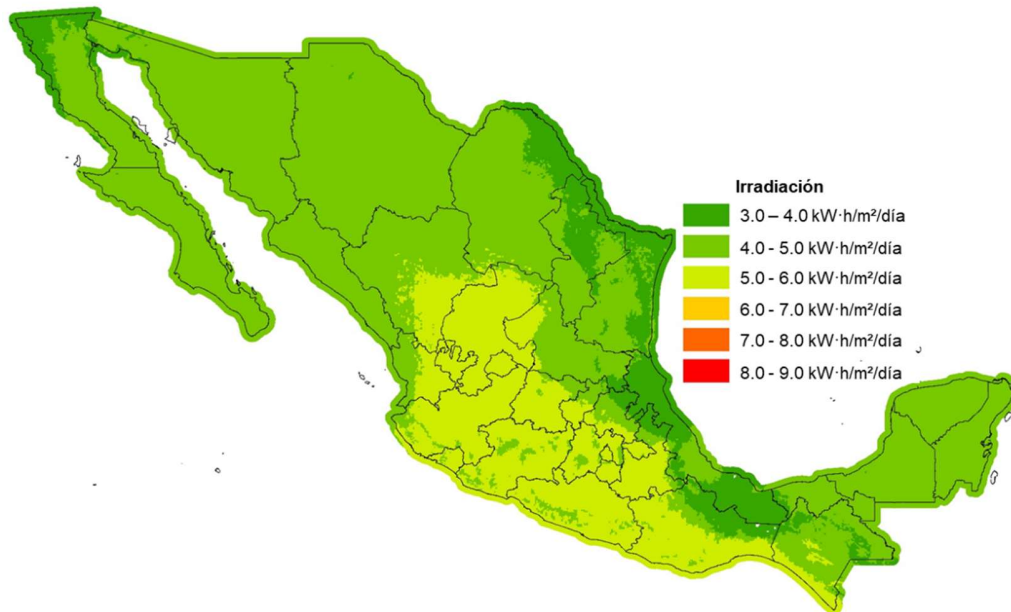 Irradiación
3.0 – 4.0 kW·h/m²/día
4.0 - 5.0 kW·h/m²/día
5.0 - 6.0 kW·h/m²/día
6.0 - 7.0 kW·h/m²/día
7.0 - 8.0 kW·h/m²/día
8.0 - 9.0 kW·h/m²/día